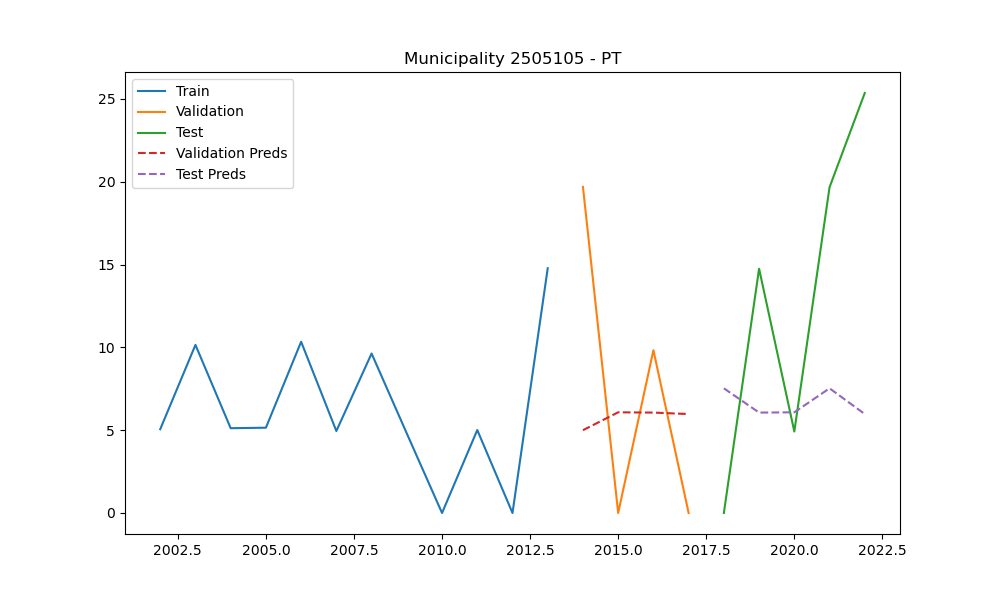 Municipality 2505105 - PT
Train
Validation
Test
Validation Preds
Test Preds
25
20
15
10
5
0
2002.5 2005.0 2007.5 2010.0 2012.5 2015.0 2017.5 2020.0 2022.5